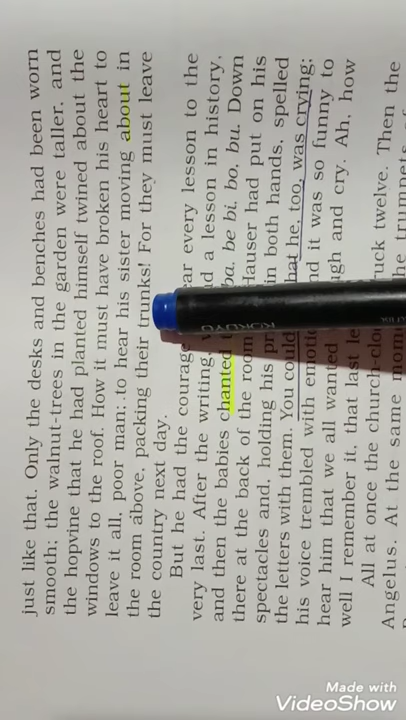 just like that. Only the desks and benches had been worn
smooth; the walnut-trees in the garden were taller, and
the hopvine that he had planted himself twined about the
windows to the roof. How it must have broken his heart to
leave it all, poor man; to hear his sister moving about in
the room above, packing their trunks! For they must leave
the country next day.
But he had the courage every lesson to the
very last. After the writing, a lesson in history,
and then the babies chanted ba, be bi, bo, bu. Down
there at the back of the room Hauser had put on his
spectacles and, holding his in both hands, spelled
the letters with them. You could hat he, too, was crying;
his voice trembled with emotio nd it was so funny to
hear him that we all wanted ugh and cry. Ah, how
well I remember it, that last le
All at once the church-clo ruck twelve. Then the
Angelus. At the same mom he trumpets of
KOKUYO
Made with
VideoShow